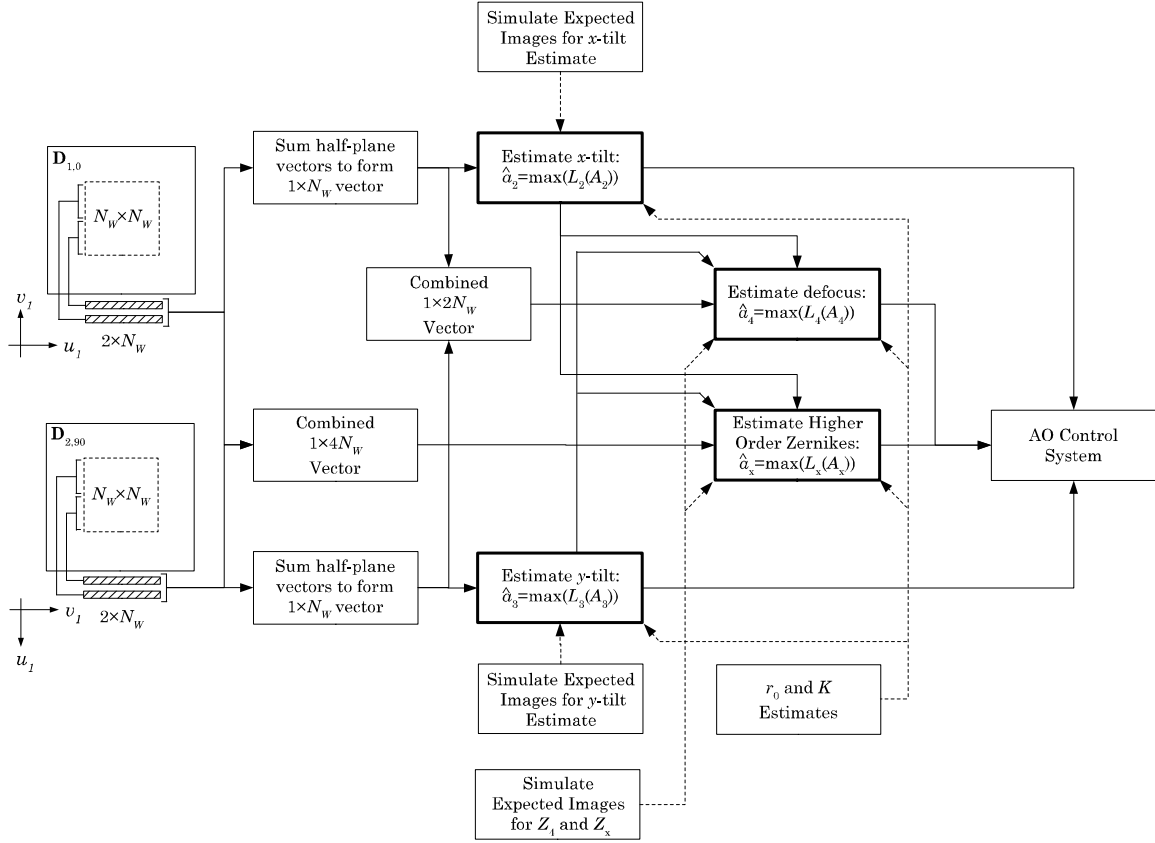 Simulate Expected
Images for x-tilt
Estimate
D1,0
NW×NW
v1
u1
2×NW
Sum half-plane
vectors to form
1×NW vector
Estimate x-tilt:
â2=max(L2(A2))
Combined
1×2NW
Vector
Estimate defocus:
â4=max(L4(A4))
D2,90
NW×NW
v1
u1
2×NW
Combined
1×4NW
Vector
Estimate Higher
Order Zernikes:
âx=max(Lx(Ax))
AO Control
System
Sum half-plane
vectors to form
1×NW vector
Estimate y-tilt:
â3=max(L3(A3))
Simulate Expected
Images for y-tilt
Estimate
r0 and K
Estimates
Simulate
Expected Images
for Z4 and Zx